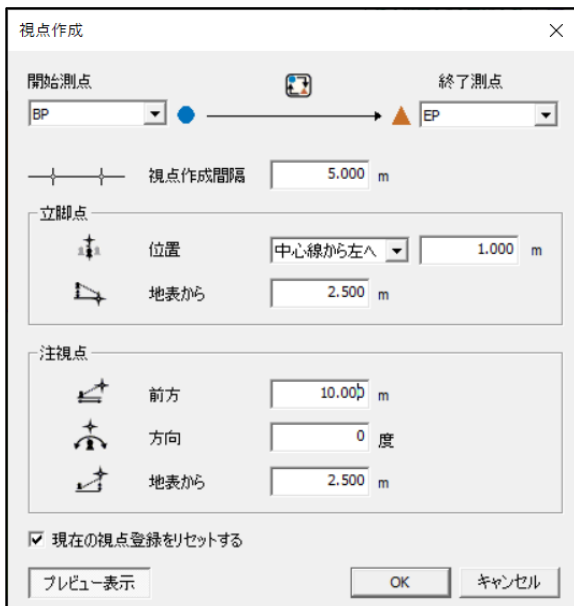 視点作成
開始測点 終了測点
BP EP
視点作成間隔 5.000 m
立脚点
位置 中心線から左へ 1.000 m
地表から 2.500 m
注視点
前方 10.000 m
方向 0 度
地表から 2.500 m
現在の視点登録をリセットする
プレビュー表示 OK キャンセル